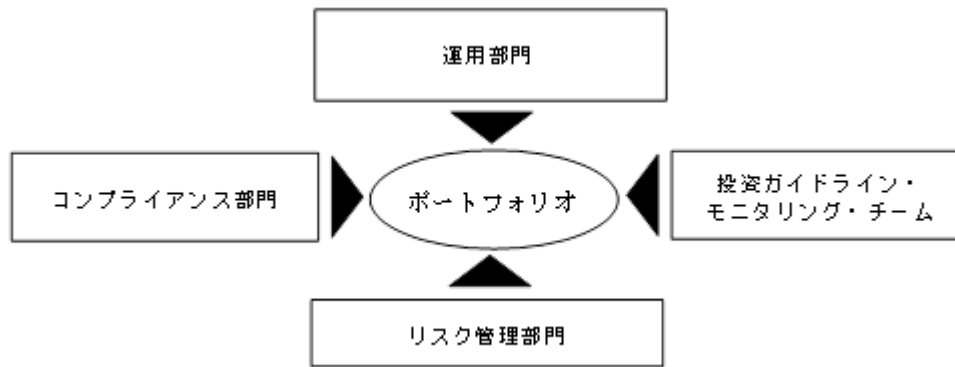 運用部門
コンプライアンス部門
ポートフォリオ
投資ガイドライン・
モニタリング・チーム
リスク管理部門